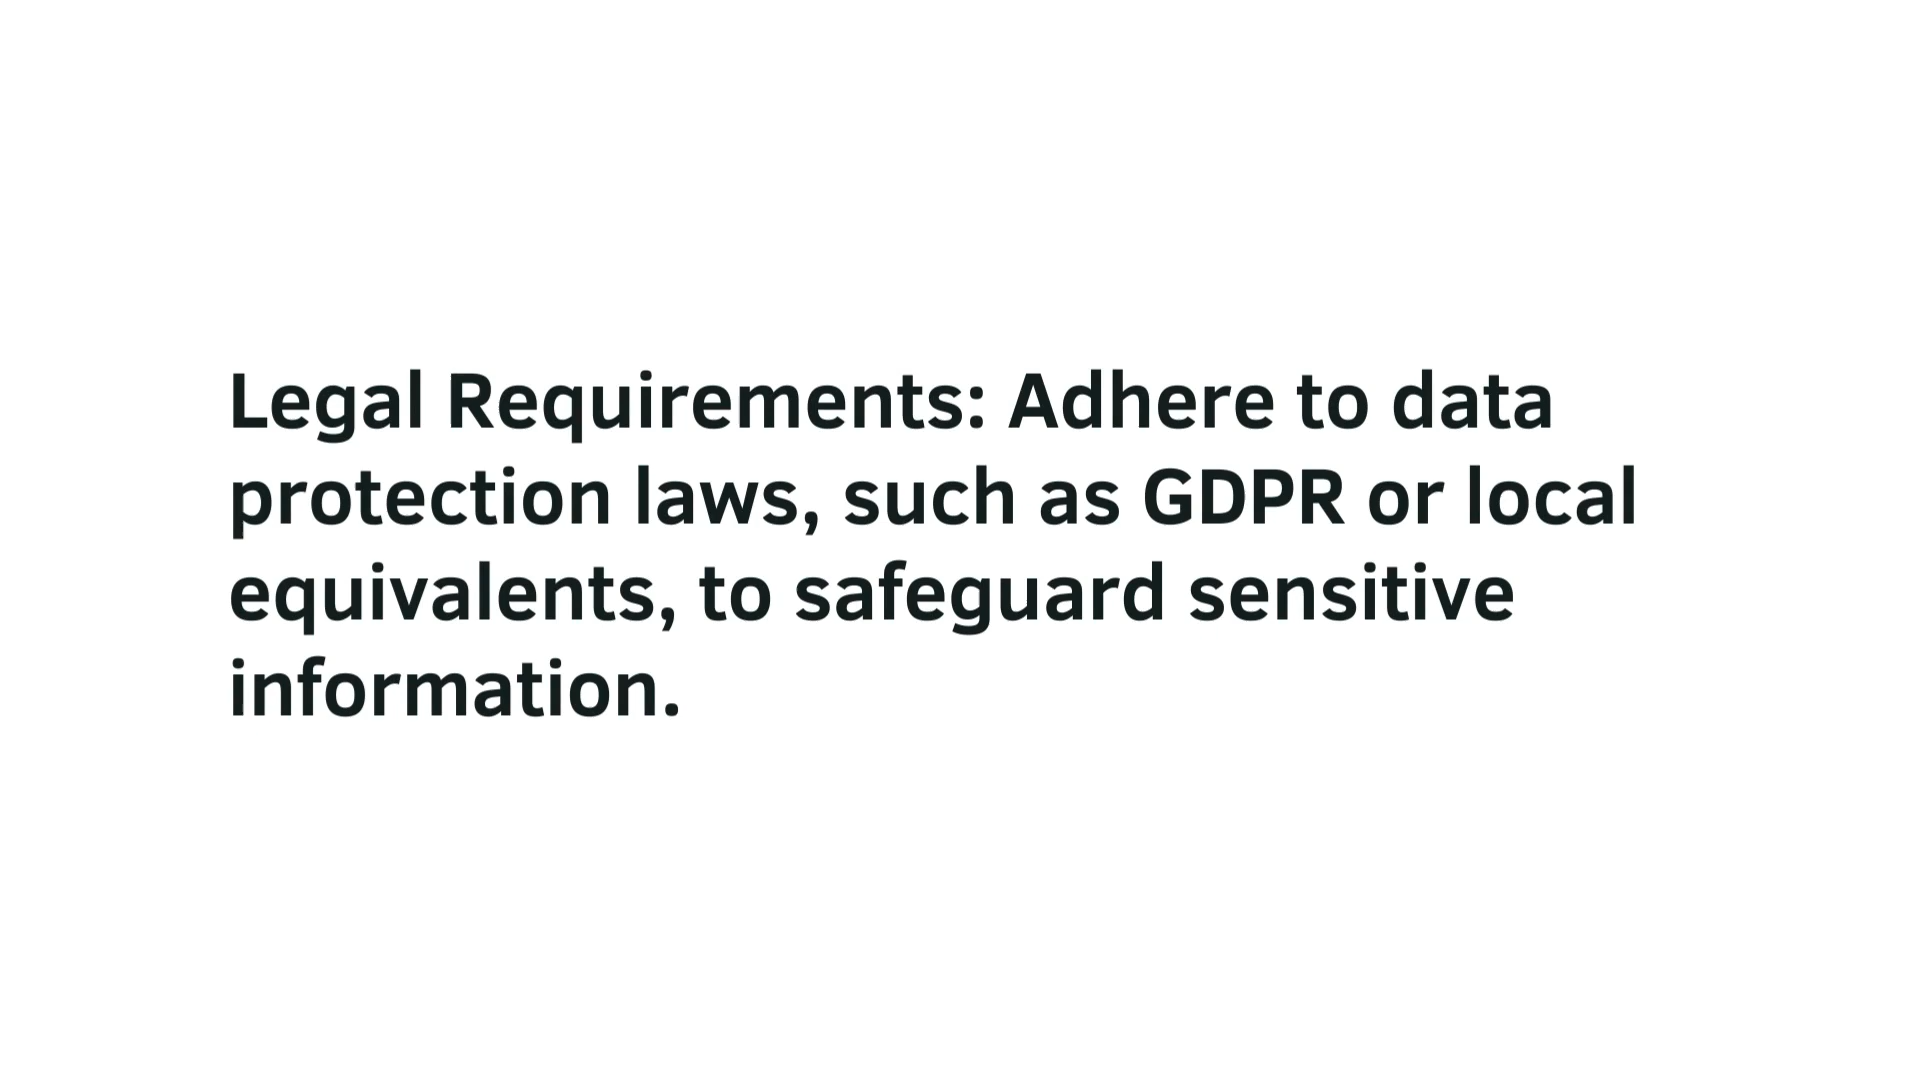 Legal Requirements: Adhere to data
protection laws, such as GDPR or local
equivalents, to safeguard sensitive
information.